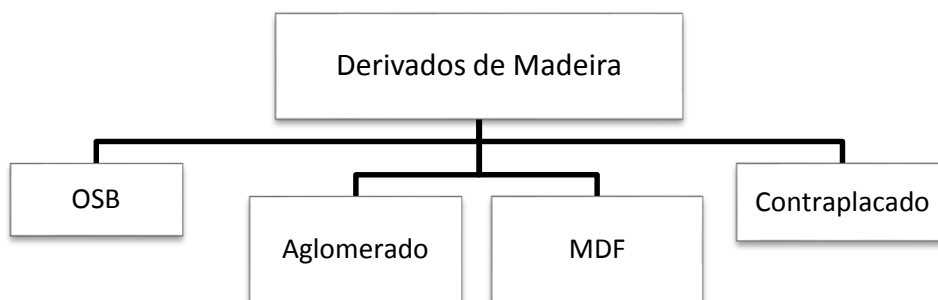 Derivados de Madeira
OSB
Contraplacado
Aglomerado
MDF